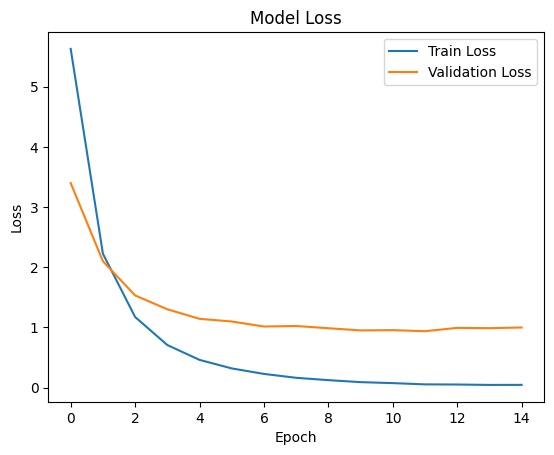 Model Loss
Train Loss
Validation Loss
5
4
3
2
1
0
Loss
0 2 4 6 8 10 12 14
Epoch